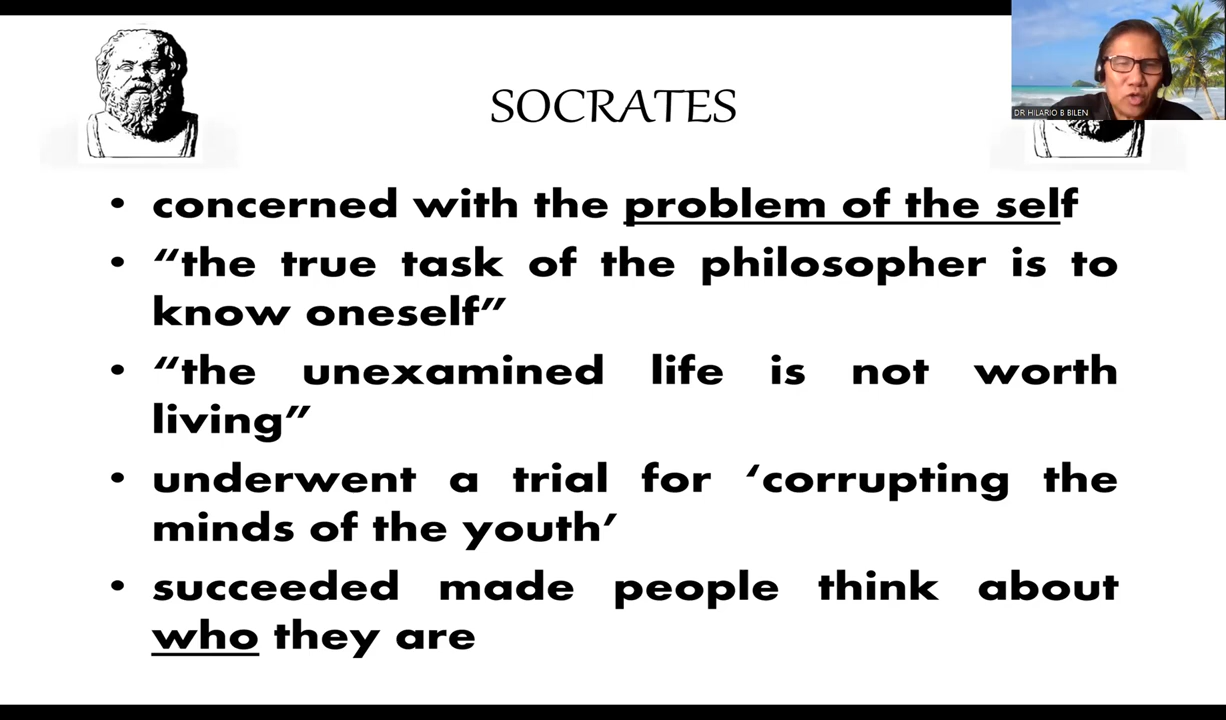 DR HILARIO B BILEN
SOCRATES
• concerned with the problem of the self
• “the true task of the philosopher is to
know oneself”
• “the unexamined life is not worth
living”
• underwent a trial for ‘corrupting the
minds of the youth’
• succeeded made people think about
who they are